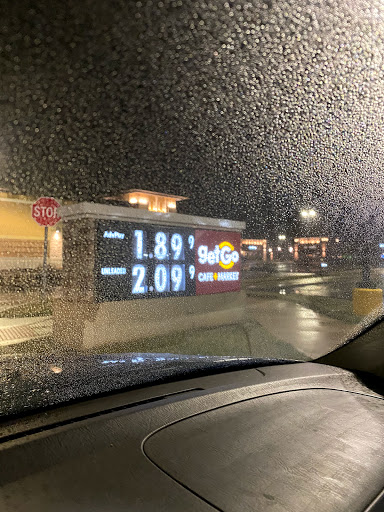 STOP
AdvPay 1.89 9
UNLEADED 2.09 9
getGo
CAFE + MARKET